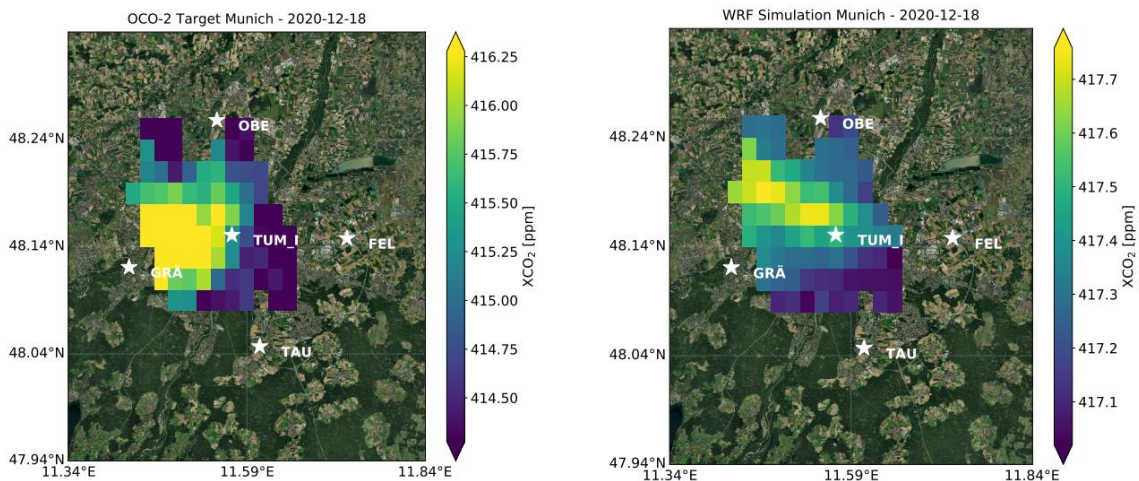 OCO-2 Target Munich - 2020-12-18
48.24°N
48.14°N
48.04°N
47.94°N
11.34°E
11.59°E
11.84°E
OBE
TUM_I
FEL
GRÄ
TAU
416.25
416.00
415.75
415.50
415.25
415.00
414.75
414.50
XCO₂ [ppm]
WRF Simulation Munich - 2020-12-18
48.24°N
48.14°N
48.04°N
47.94°N
11.34°E
11.59°E
11.84°E
OBE
TUM_I
FEL
GRÄ
TAU
417.7
417.6
417.5
417.4
417.3
417.2
417.1
XCO₂ [ppm]